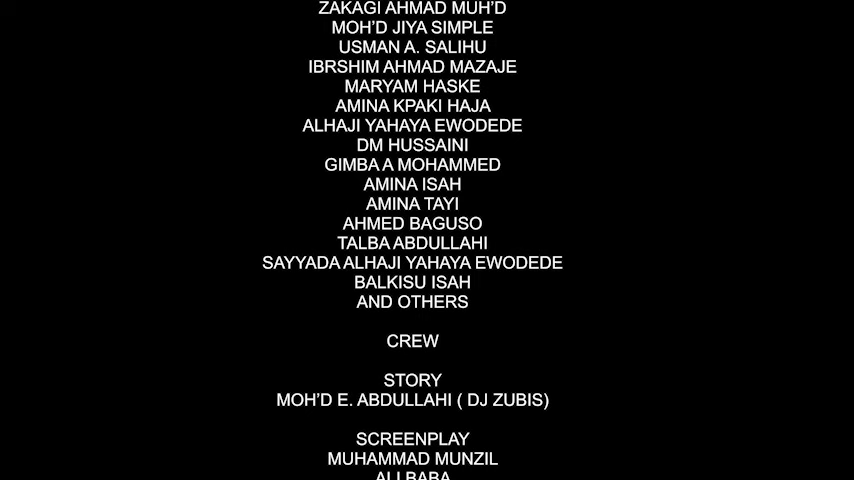 ZAKAGI AHMAD MUH'D
MOH'D JIYA SIMPLE
USMAN A. SALIHU
IBRSHIM AHMAD MAZAJE
MARYAM HASKE
AMINA KPAKI HAJA
ALHAJI YAHAYA EWODEDE
DM HUSSAINI
GIMBA A MOHAMMED
AMINA ISAH
AMINA TAYI
AHMED BAGUSO
TALBA ABDULLAHI
SAYYADA ALHAJI YAHAYA EWODEDE
BALKISU ISAH
AND OTHERS
CREW
STORY
MOH'D E. ABDULLAHI ( DJ ZUBIS)
SCREENPLAY
MUHAMMAD MUNZIL
ALI BABA